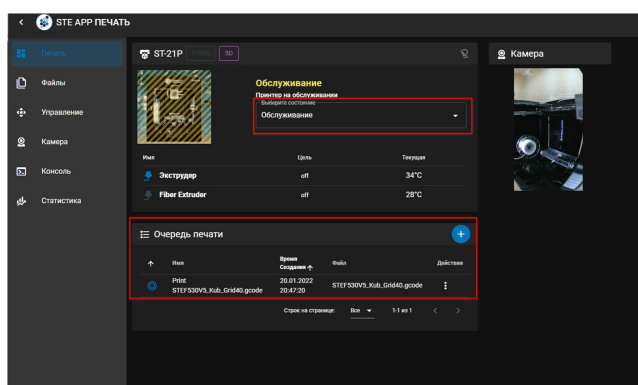 STE APP ПЕЧАТЬ
Печать
Файлы
Управление
Камера
Консоль
Статистика
ST-21P FIBER 5D
Обслуживание
Принтер на обслуживании
Выберите состояние
Обслуживание
Имя Цель Текущая
Экструдер off 34°C
Fiber Extruder off 28°C
Очередь печати
Имя Время Создания Файл Действия
Print STEF530V5_Kub_Grid40.gcode 20.01.2022 20:47:20 STEF530V5_Kub_Grid40.gcode
Строк на странице: Все 1-1 из 1
Камера